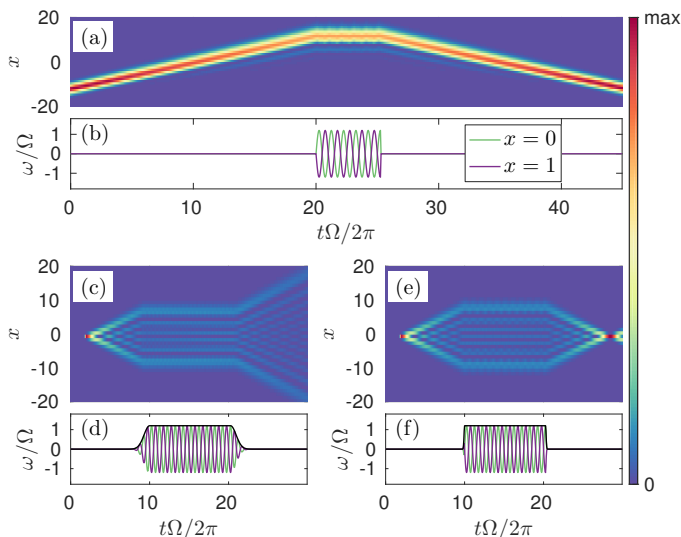 20 (a) max
x 0
-20
ω/Ω 1 (b) x = 0
0 x = 1
-1
0 10 20 30 40
tΩ/2π
20 (c) 20 (e)
10 10
x 0 x 0
-10 -10
-20 -20 0
ω/Ω 1 (d) ω/Ω 1 (f)
0 0
-1 -1
0 10 20 0 10 20
tΩ/2π tΩ/2π